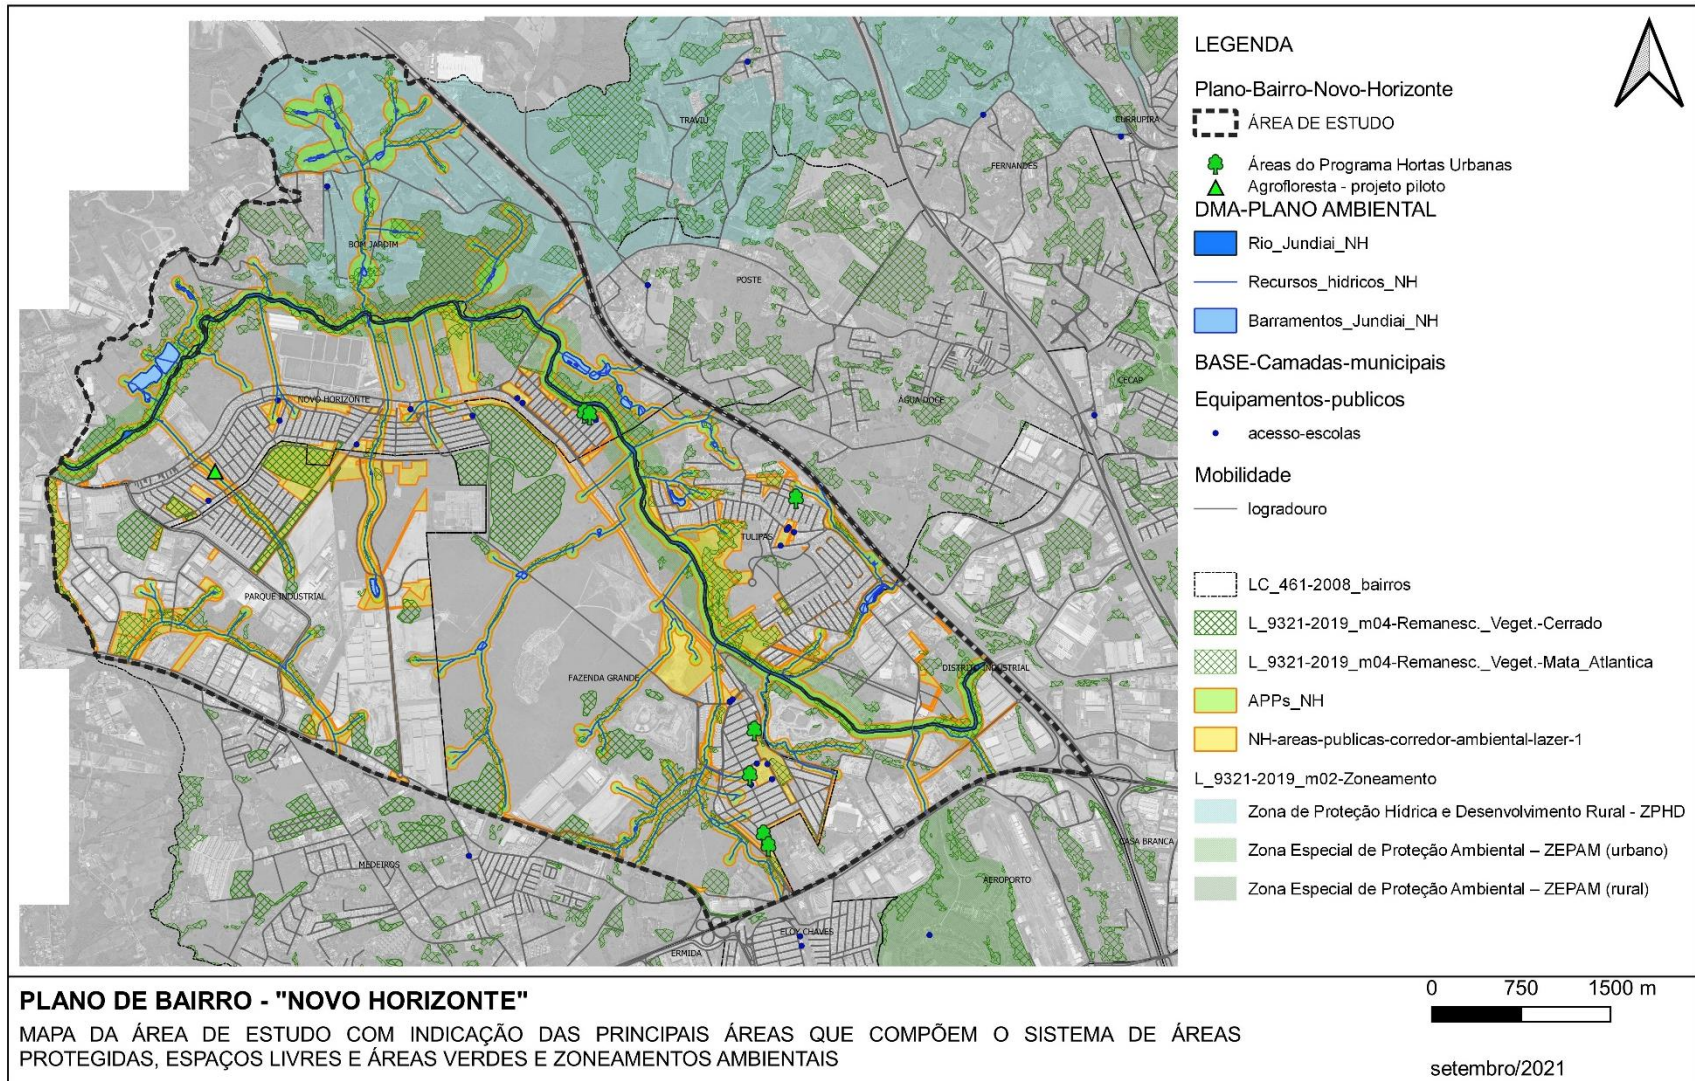 TRAVIU
CURRUPIRA
FERNANDES
BOM JARDIM
POSTE
CECAP
NOVO HORIZONTE
ÁGUA DOCE
TULIPAS
PARQUE INDUSTRIAL
DISTRITO INDUSTRIAL
FAZENDA GRANDE
MEDEIROS
CASA BRANCA
AEROPORTO
ELOY CHAVES
ERMIDA
LEGENDA
Plano-Bairro-Novo-Horizonte
ÁREA DE ESTUDO
Áreas do Programa Hortas Urbanas
Agrofloresta - projeto piloto
DMA-PLANO AMBIENTAL
Rio_Jundiai_NH
Recursos_hidricos_NH
Barramentos_Jundiai_NH
BASE-Camadas-municipais
Equipamentos-publicos
acesso-escolas
Mobilidade
logradouro
LC_461-2008_bairros
L_9321-2019_m04-Remanesc._Veget.-Cerrado
L_9321-2019_m04-Remanesc._Veget.-Mata_Atlantica
APPs_NH
NH-areas-publicas-corredor-ambiental-lazer-1
L_9321-2019_m02-Zoneamento
Zona de Proteção Hídrica e Desenvolvimento Rural - ZPHD
Zona Especial de Proteção Ambiental – ZEPAM (urbano)
Zona Especial de Proteção Ambiental – ZEPAM (rural)
PLANO DE BAIRRO - "NOVO HORIZONTE"
MAPA DA ÁREA DE ESTUDO COM INDICAÇÃO DAS PRINCIPAIS ÁREAS QUE COMPÕEM O SISTEMA DE ÁREAS
PROTEGIDAS, ESPAÇOS LIVRES E ÁREAS VERDES E ZONEAMENTOS AMBIENTAIS
0 750 1500 m
setembro/2021